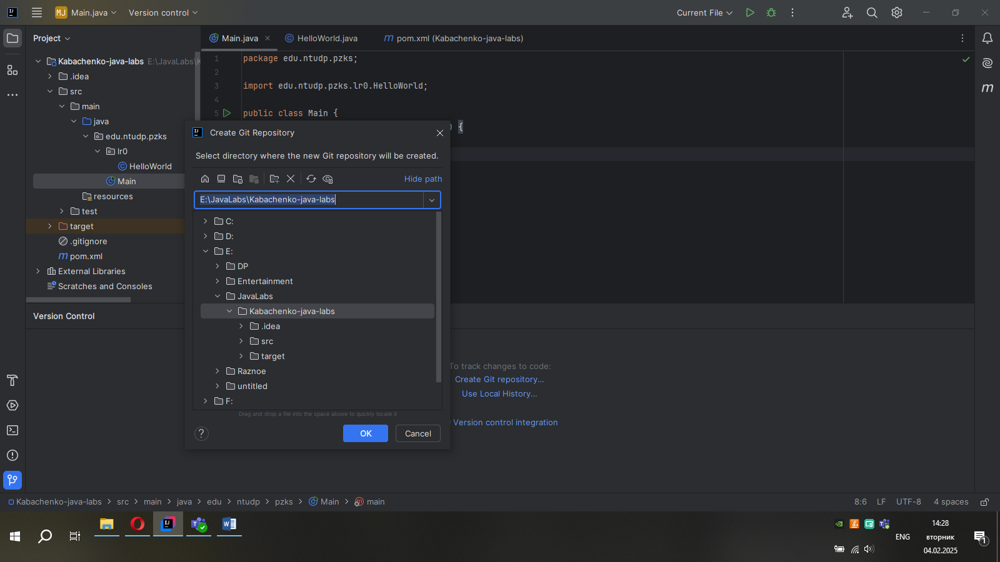 MJ Main.java Version control Current File
Project
Main.java HelloWorld.java pom.xml (Kabachenko-java-labs)
Kabachenko-java-labs E:\JavaLabs\K
.idea
src
main
java
edu.ntudp.pzks
lr0
HelloWorld
Main
resources
test
target
.gitignore
pom.xml
External Libraries
Scratches and Consoles
1 package edu.ntudp.pzks;
2
3 import edu.ntudp.pzks.lr0.HelloWorld;
4
5 public class Main {
) {
Create Git Repository
Select directory where the new Git repository will be created.
Hide path
E:\JavaLabs\Kabachenko-java-labs
C:
D:
E:
DP
Entertainment
JavaLabs
Kabachenko-java-labs
.idea
src
target
Raznoe
untitled
F:
Drag and drop a file into the space above to quickly locate it
? OK Cancel
Version Control
To track changes to code:
Create Git repository...
Use Local History...
Version control integration
Kabachenko-java-labs src main java edu ntudp pzks Main main 8:6 LF UTF-8 4 spaces
ENG
14:28
вторник
04.02.2025
1